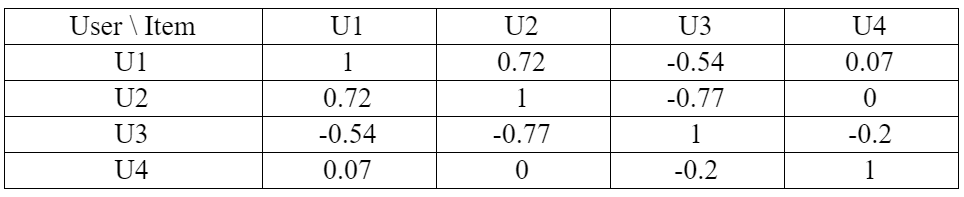 User \ Item U1 U2 U3 U4
U1 1 0.72 -0.54 0.07
U2 0.72 1 -0.77 0
U3 -0.54 -0.77 1 -0.2
U4 0.07 0 -0.2 1